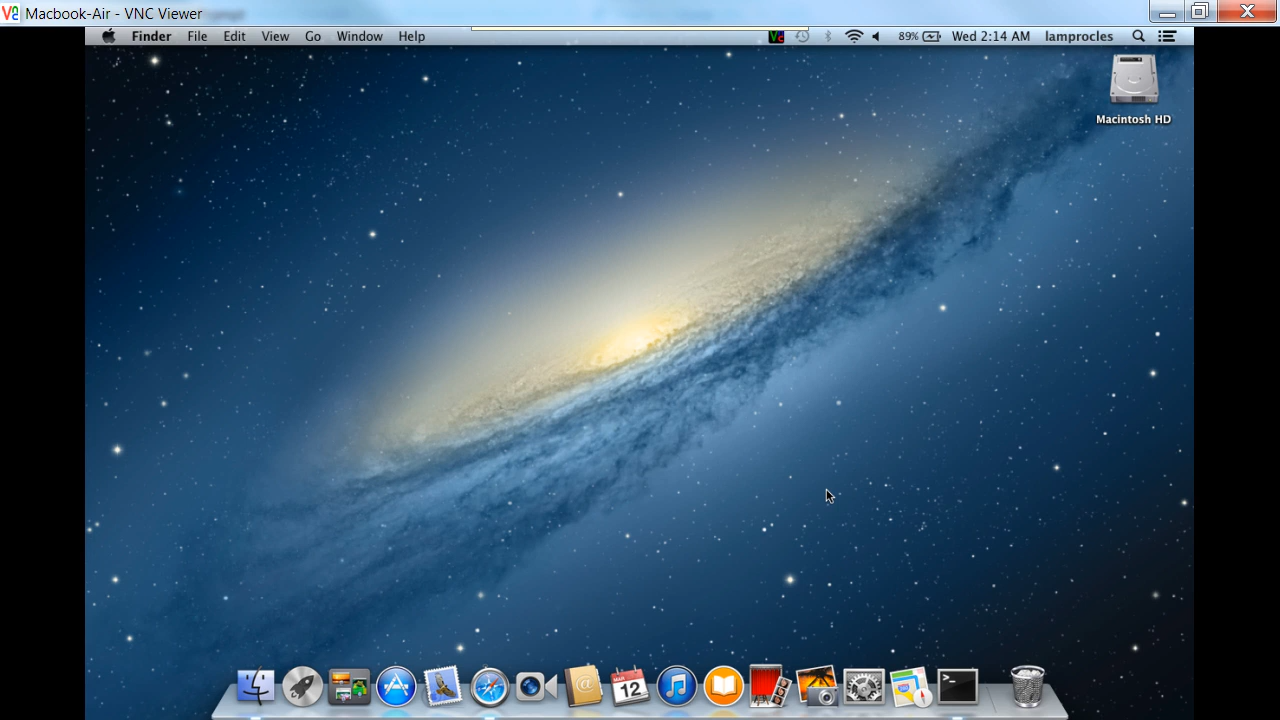 Macbook-Air - VNC Viewer
Finder File Edit View Go Window Help 89% Wed 2:14 AM lamprocles
Macintosh HD
MAR
12